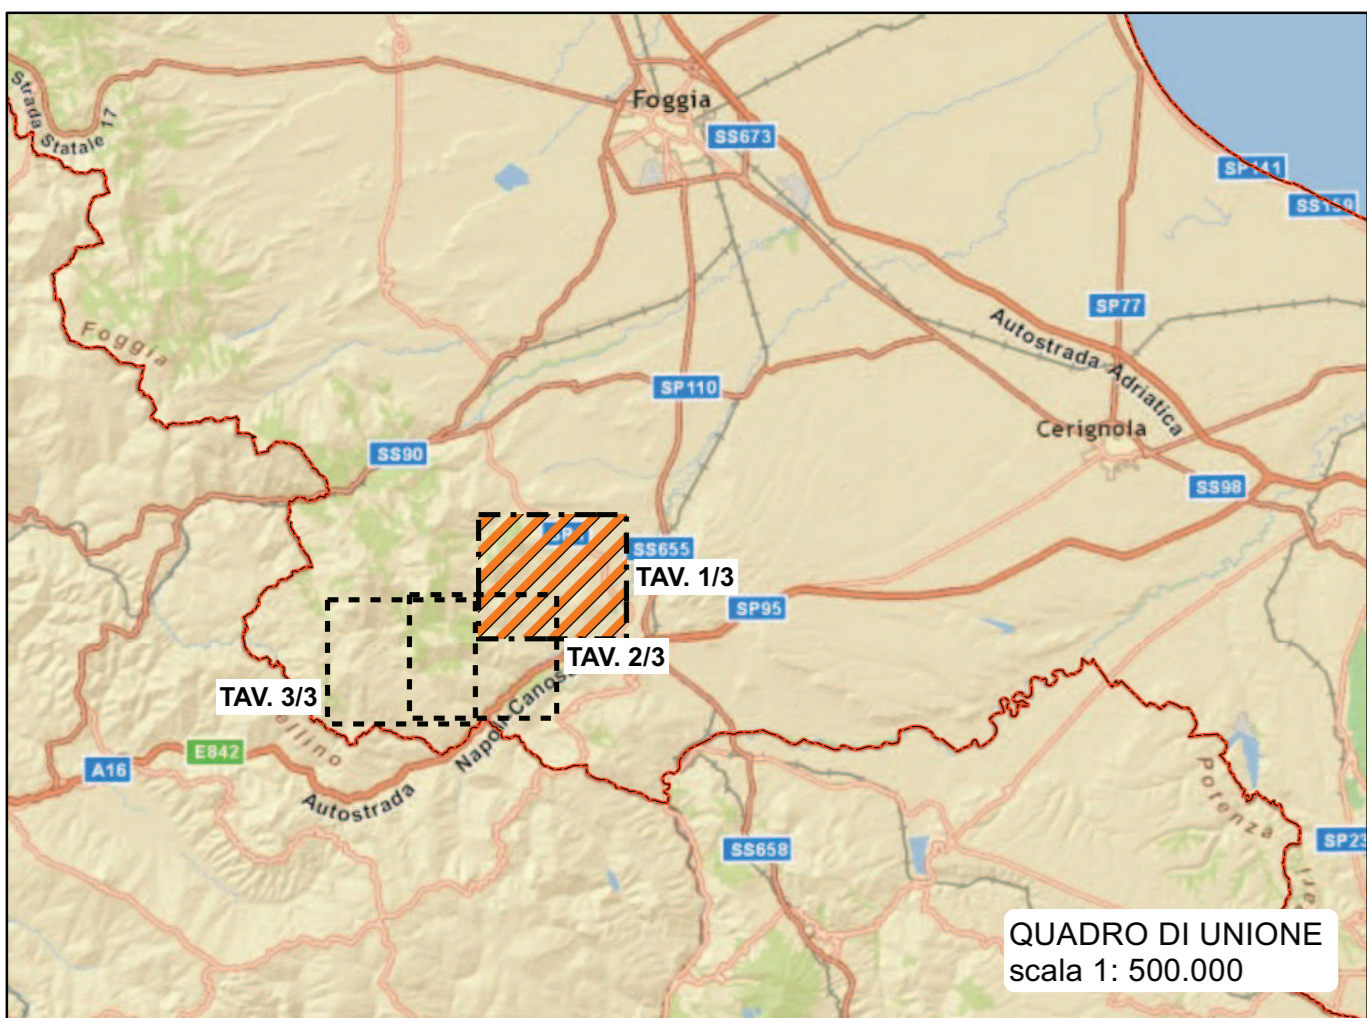 Strada
Statale 17
Foggia
SS673
SP141
SS159
SP77
Foggia
Autostrada Adriatica
SP110
Cerignola
SS90
SS98
SS655
TAV. 1/3
SP95
TAV. 2/3
TAV. 3/3
Napoli Canosa
E842
A16
Autostrada
Potenza
SS658
SP23
QUADRO DI UNIONE
scala 1: 500.000